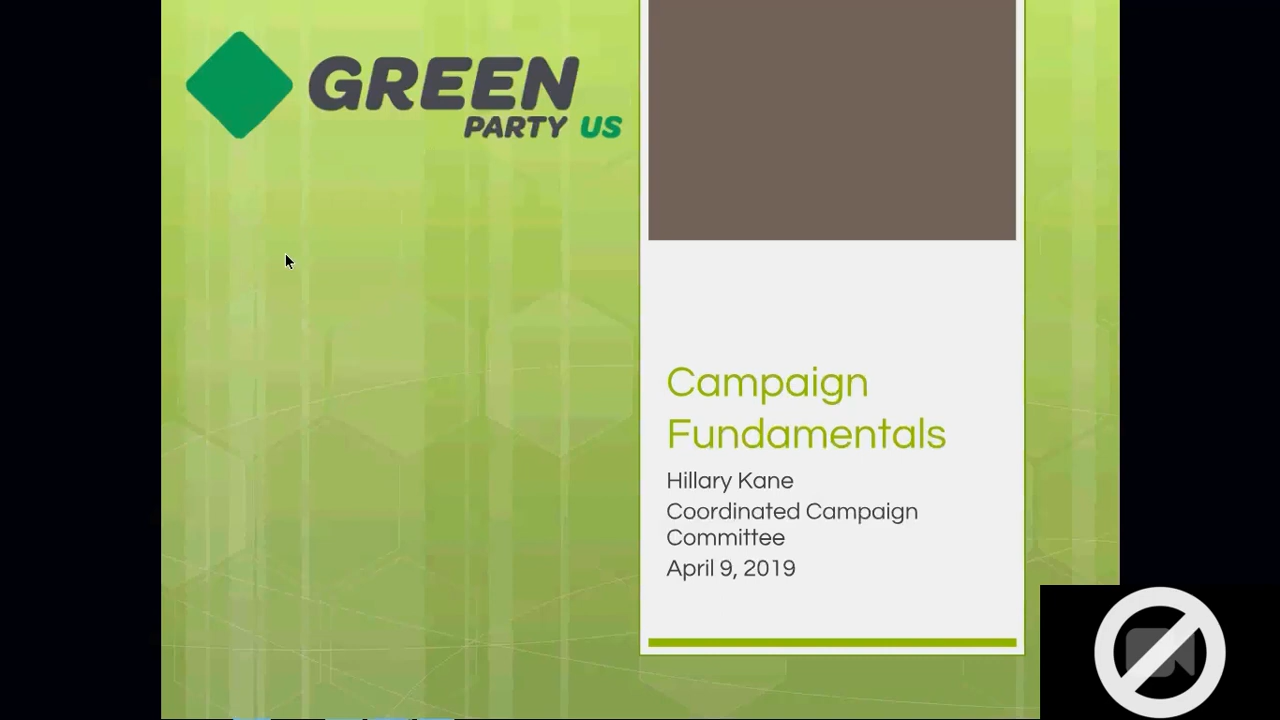 GREEN
PARTY US
Campaign
Fundamentals
Hillary Kane
Coordinated Campaign
Committee
April 9, 2019